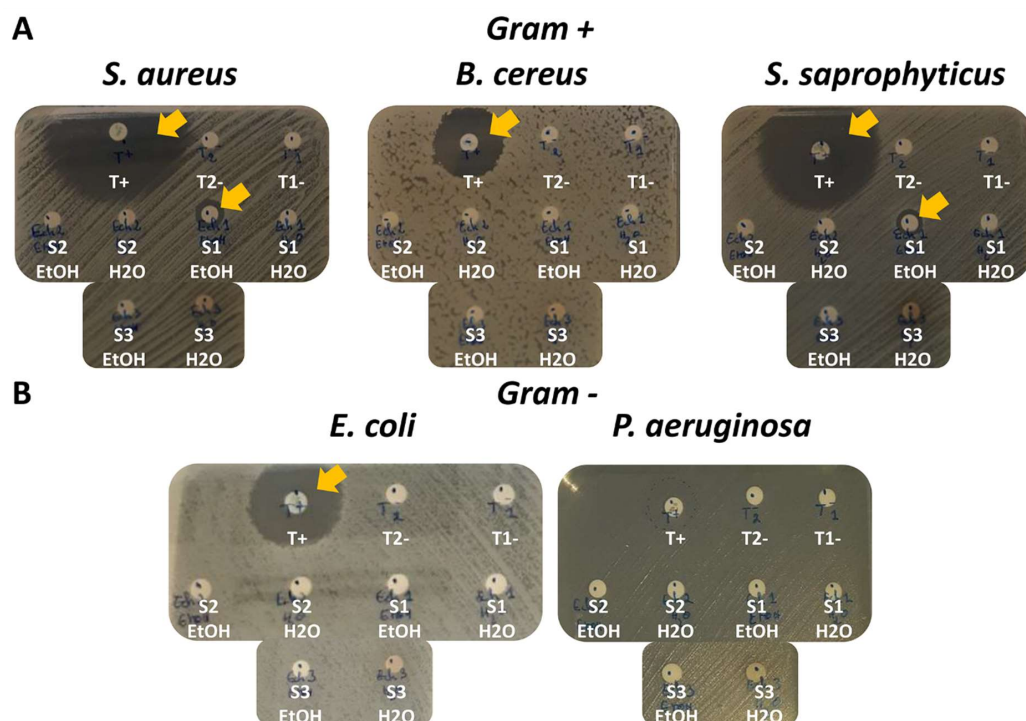 A
Gram +
S. aureus B. cereus S. saprophyticus
T+ T2- T1- T+ T2- T1- T+ T2- T1-
S2 S2 S1 S1 S2 S2 S1 S1 S2 S2 S1 S1
EtOH H2O EtOH H2O EtOH H2O EtOH H2O EtOH H2O EtOH H2O
S3 S3 S3 S3 S3 S3
EtOH H2O EtOH H2O EtOH H2O
B
Gram -
E. coli P. aeruginosa
T+ T2- T1- T+ T2- T1-
S2 S2 S1 S1 S2 S2 S1 S1
EtOH H2O EtOH H2O EtOH H2O EtOH H2O
S3 S3 S3 S3
EtOH H2O EtOH H2O